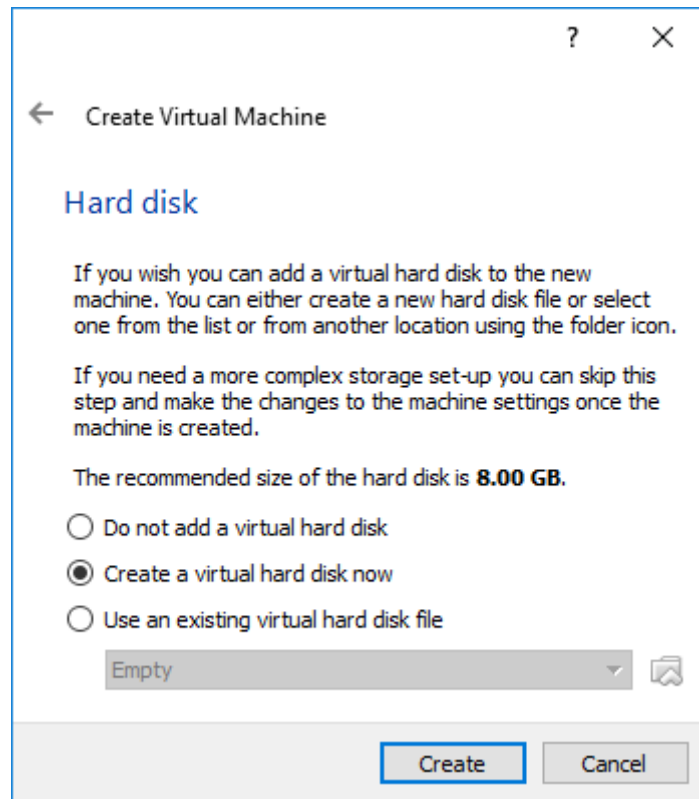 ?
Create Virtual Machine
Hard disk
If you wish you can add a virtual hard disk to the new
machine. You can either create a new hard disk file or select
one from the list or from another location using the folder icon.
If you need a more complex storage set-up you can skip this
step and make the changes to the machine settings once the
machine is created.
The recommended size of the hard disk is 8.00 GB.
Do not add a virtual hard disk
Create a virtual hard disk now
Use an existing virtual hard disk file
Empty
Create Cancel